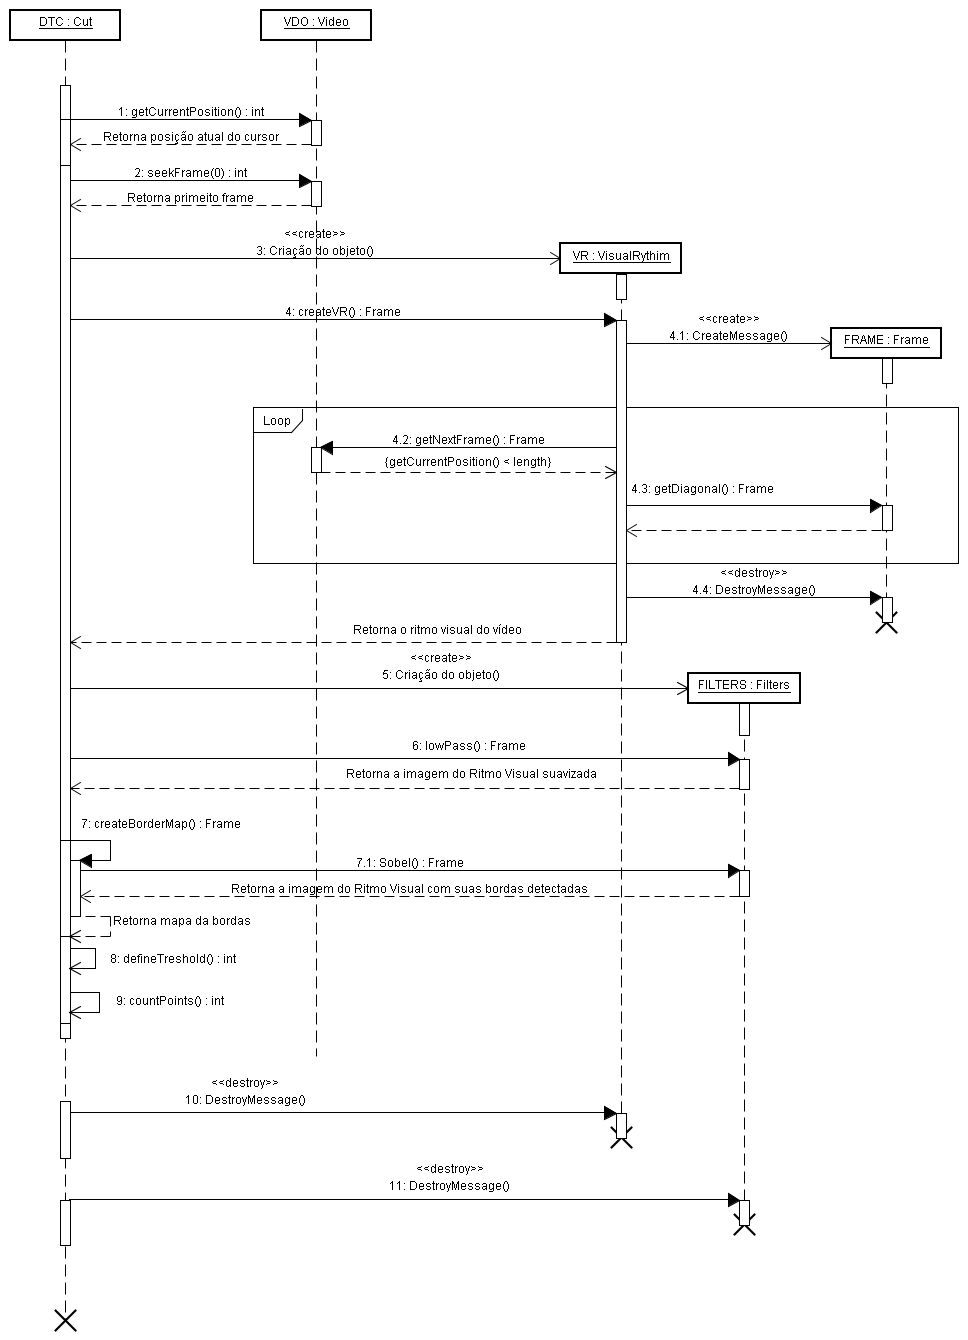 DTC : Cut
VDO : Video
1: getCurrentPosition() : int
Retorna posição atual do cursor
2: seekFrame(0) : int
Retorna primeito frame
<<create>>
3: Criação do objeto()
VR : VisualRythim
4: createVR() : Frame
<<create>>
4.1: CreateMessage()
FRAME : Frame
Loop
4.2: getNextFrame() : Frame
{getCurrentPosition() < length}
4.3: getDiagonal() : Frame
<<destroy>>
4.4: DestroyMessage()
Retorna o ritmo visual do vídeo
<<create>>
5: Criação do objeto()
FILTERS : Filters
6: lowPass() : Frame
Retorna a imagem do Ritmo Visual suavizada
7: createBorderMap() : Frame
7.1: Sobel() : Frame
Retorna a imagem do Ritmo Visual com suas bordas detectadas
Retorna mapa da bordas
8: defineTreshold() : int
9: countPoints() : int
<<destroy>>
10: DestroyMessage()
<<destroy>>
11: DestroyMessage()